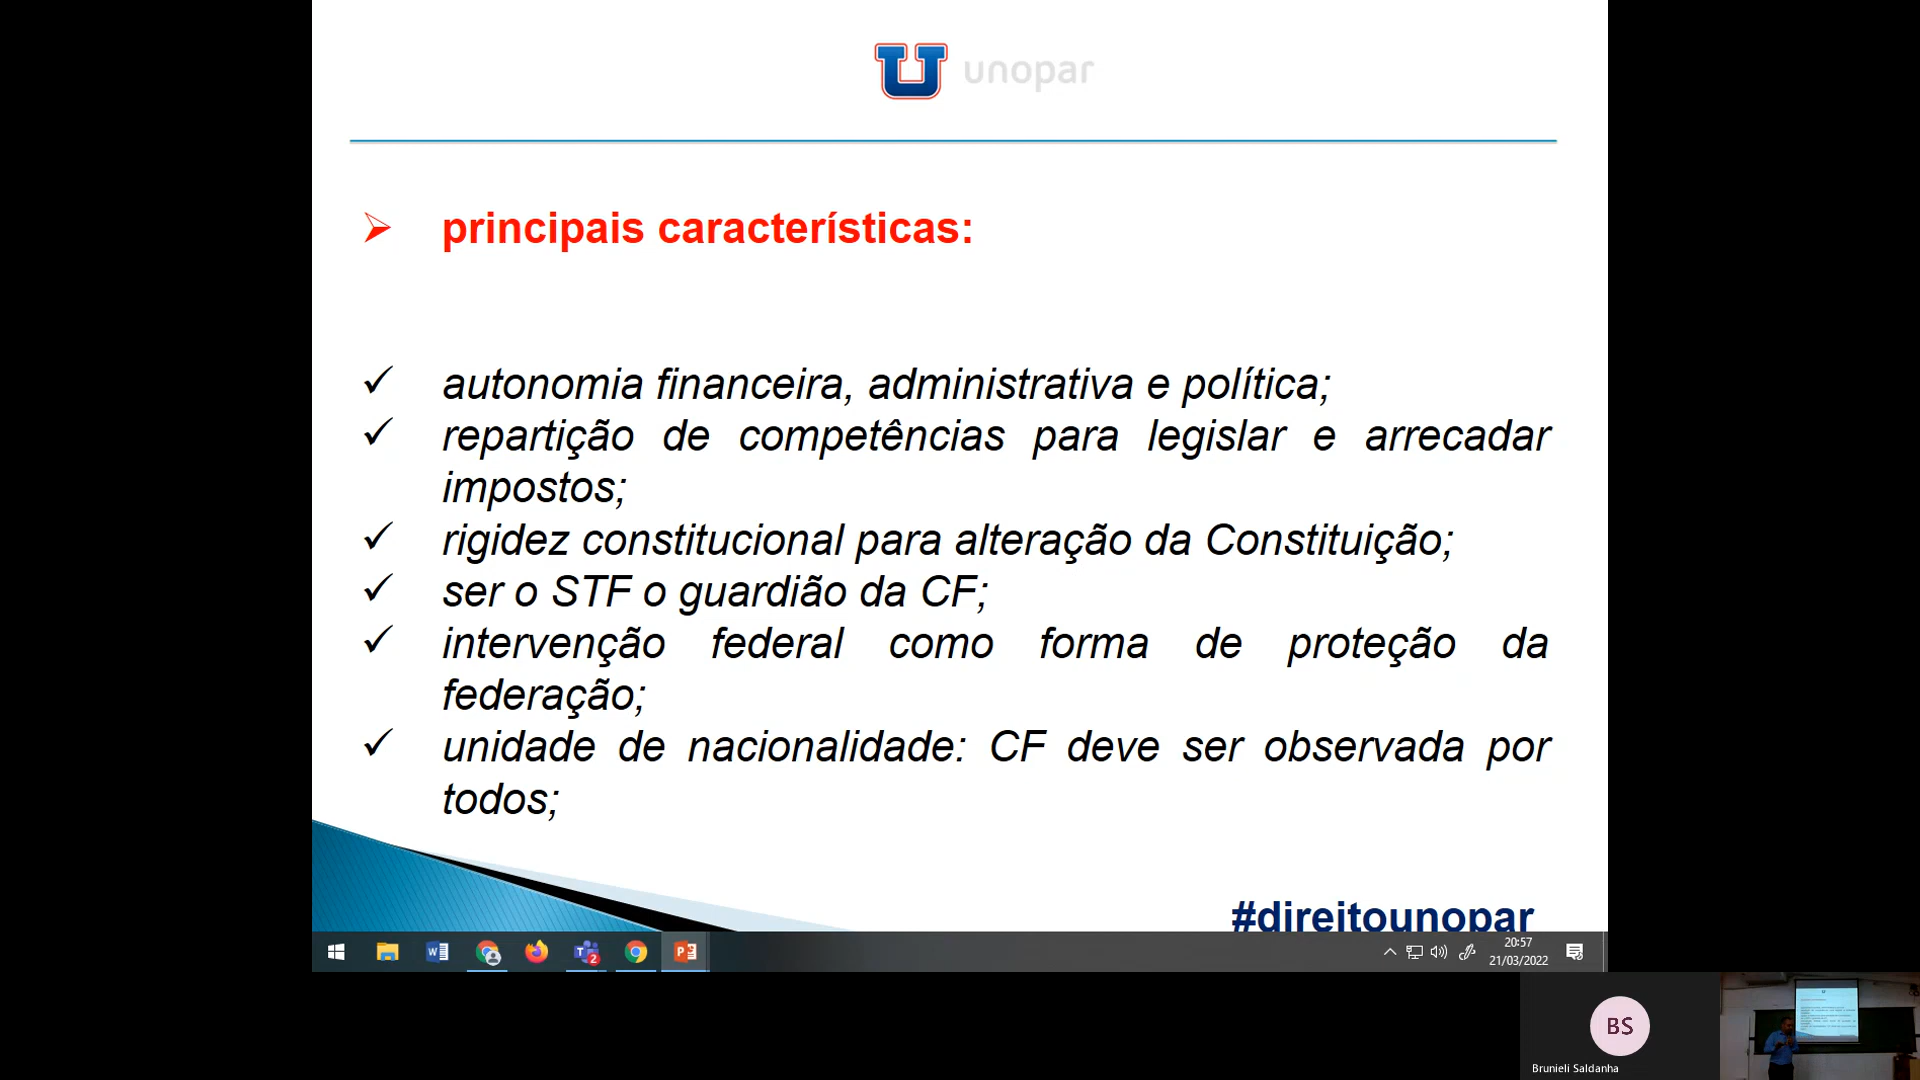 unopar
principais características:
autonomia financeira, administrativa e política;
repartição de competências para legislar e arrecadar
impostos;
rigidez constitucional para alteração da Constituição;
ser o STF o guardião da CF;
intervenção federal como forma de proteção da
federação;
unidade de nacionalidade: CF deve ser observada por
todos;
#direitounopar
2
20:57
21/03/2022
BS
Brunieli Saldanha